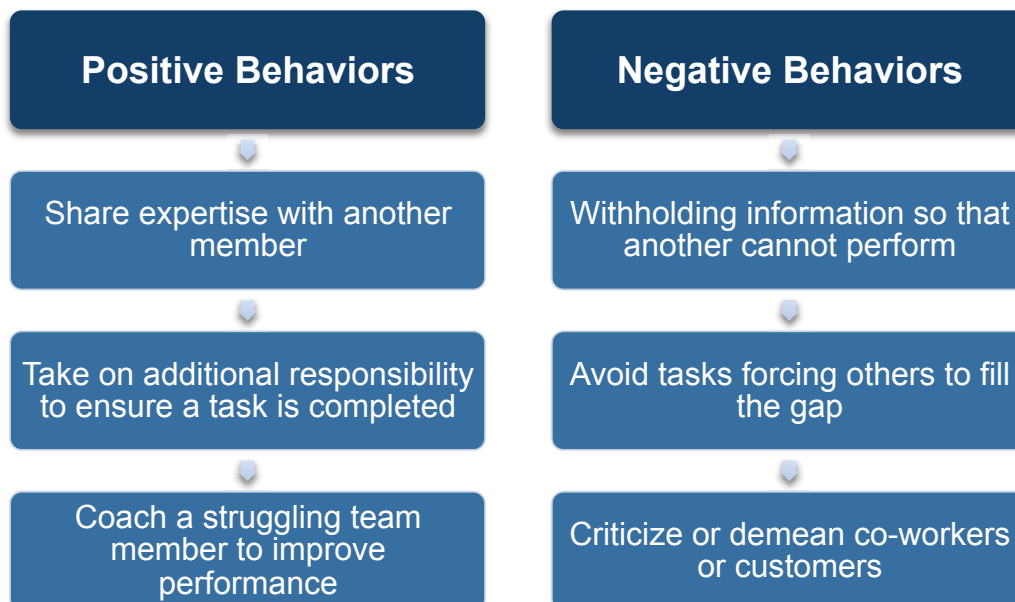 Positive Behaviors
Share expertise with another
member
Take on additional responsibility
to ensure a task is completed
Coach a struggling team
member to improve
performance
Negative Behaviors
Withholding information so that
another cannot perform
Avoid tasks forcing others to fill
the gap
Criticize or demean co-workers
or customers